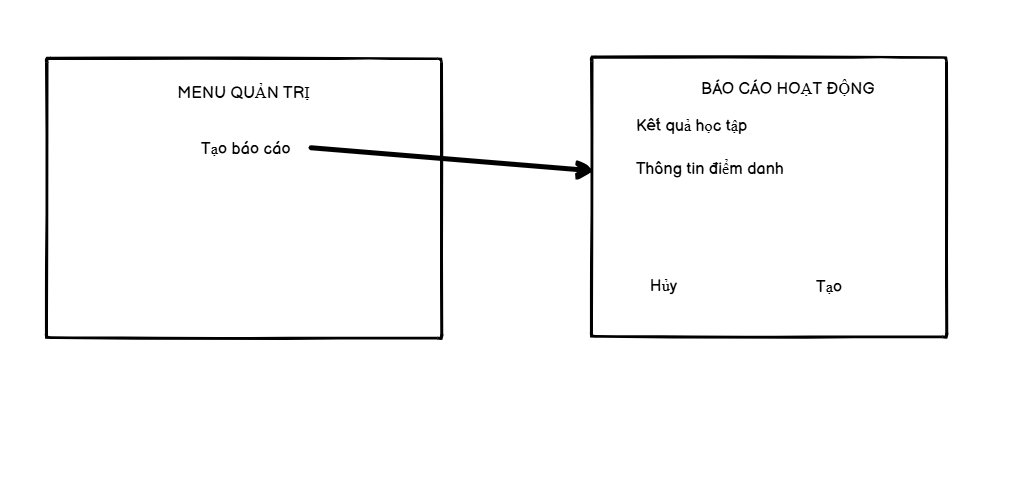 MENU QUẢN TRỊ
Tạo báo cáo
BÁO CÁO HOẠT ĐỘNG
Kết quả học tập
Thông tin điểm danh
Hủy
Tạo